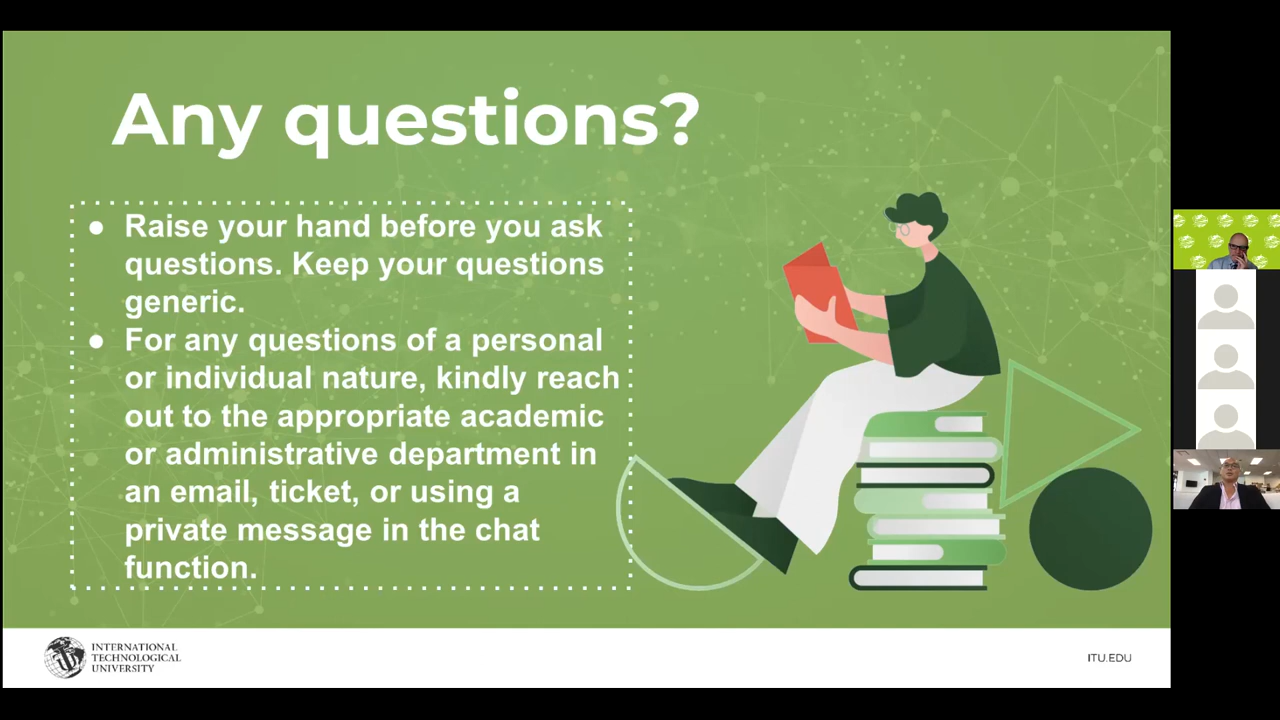 Any questions?
● Raise your hand before you ask
questions. Keep your questions
generic.
● For any questions of a personal
or individual nature, kindly reach
out to the appropriate academic
or administrative department in
an email, ticket, or using a
private message in the chat
function.
INTERNATIONAL
TECHNOLOGICAL
UNIVERSITY
ITU.EDU